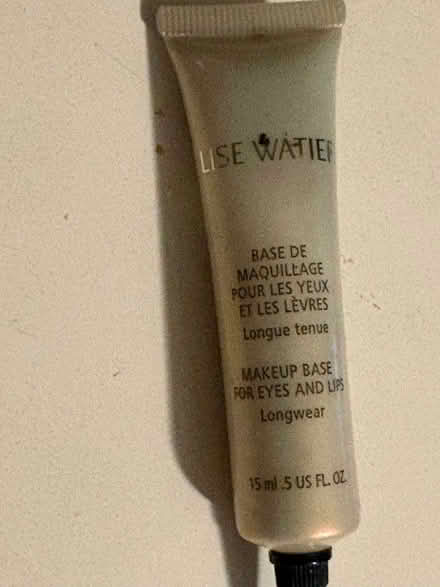 LISE WATIER
BASE DE
MAQUILLAGE
POUR LES YEUX
ET LES LÈVRES
Longue tenue
MAKEUP BASE
FOR EYES AND LIPS
Longwear
15 ml .5 US FL. OZ.